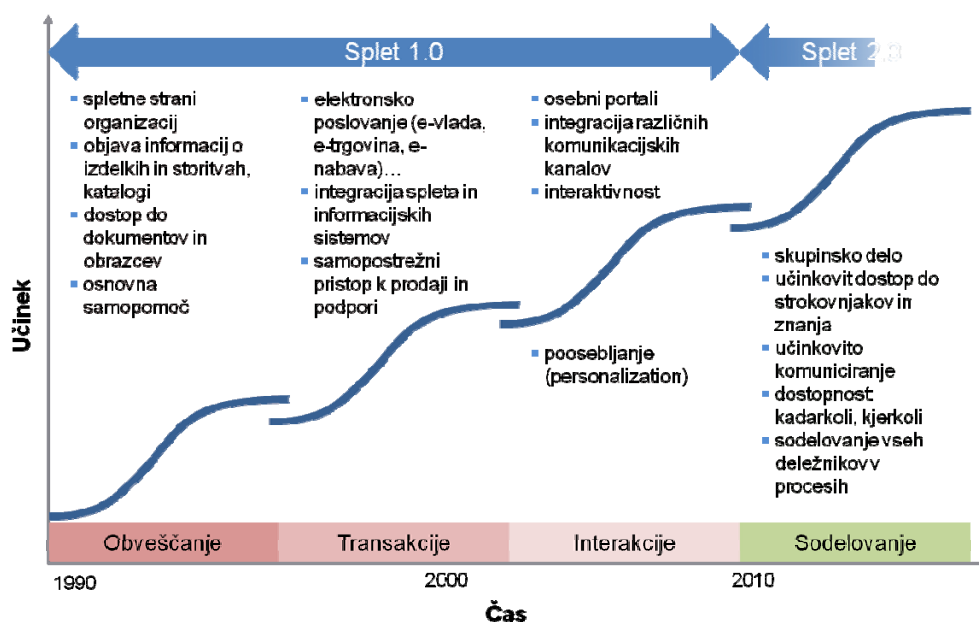 Splet 1.0
Splet 2.0
spletne strani
organizacij
objava informacij o
izdelkih in storitvah,
katalogi
dostop do
dokumentov in
obrazcev
osnovna
samopomoč
elektronsko
poslovanje (e-vlada,
e-trgovina, e-
nabava)…
integracija spleta in
informacijskih
sistemov
samopostrežni
pristop k prodaji in
podpori
osebni portali
integracija različnih
komunikacijskih
kanalov
interaktivnost
poosebljanje
(personalization)
skupinsko delo
učinkovit dostop do
strokovnjakov in
znanja
učinkovito
komuniciranje
dostopnost:
kadarkoli, kjerkoli
sodelovanje vseh
deležnikov v
procesih
Učinek
Obveščanje
Transakcije
Interakcije
Sodelovanje
1990
2000
2010
Čas